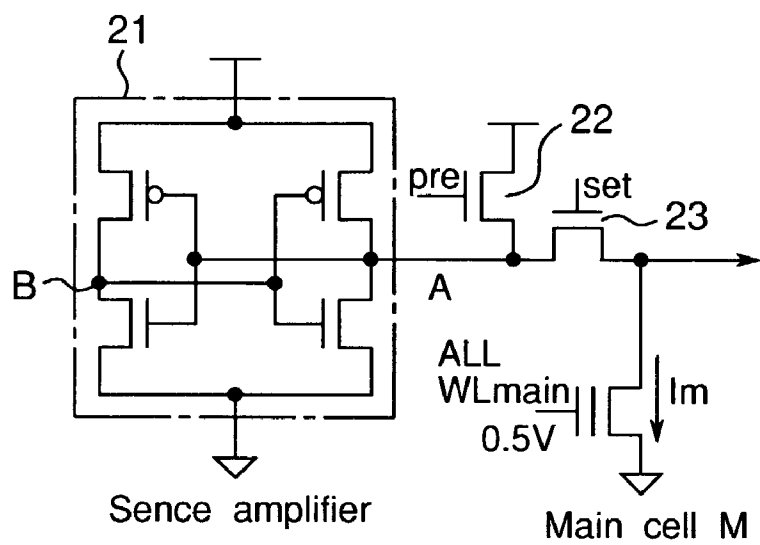 21
22
pre
set
23
B
A
ALL
WLmain
0.5V
Im
Sence amplifier
Main cell M